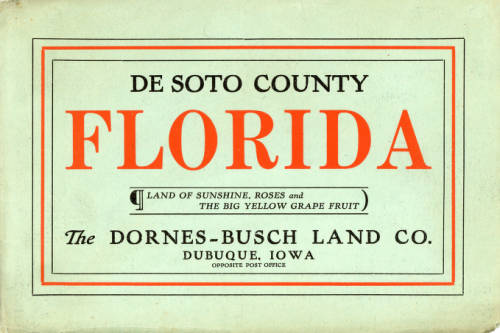 DE SOTO COUNTY
FLORIDA
¶ LAND OF SUNSHINE, ROSES and
THE BIG YELLOW GRAPE FRUIT )
The DORNES-BUSCH LAND CO.
DUBUQUE, IOWA
OPPOSITE POST OFFICE